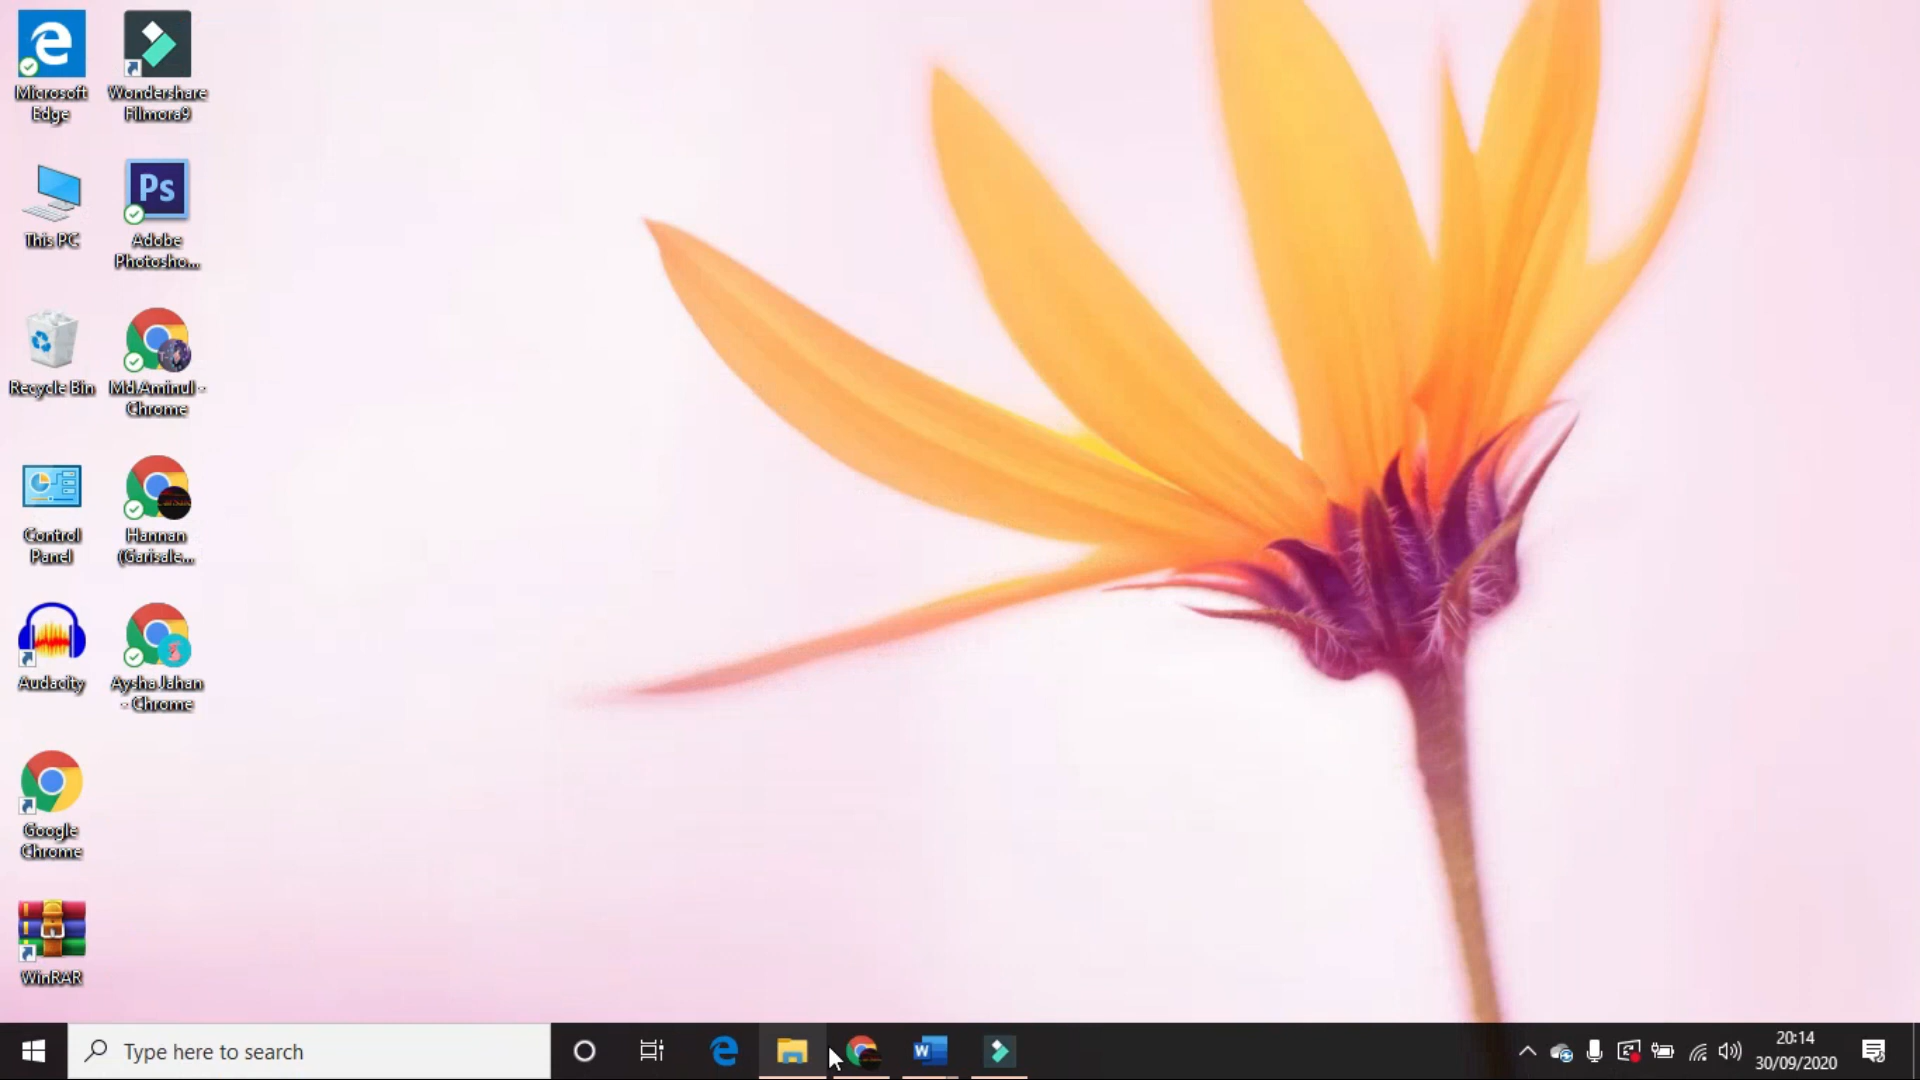 Microsoft
Edge
Wondershare
Filmora9
This PC
Ps
Adobe
Photosho...
Recycle Bin
Md.Aminul -
Chrome
Control
Panel
Hannan
(Garisale...
Audacity
Aysha Jahan
- Chrome
Google
Chrome
WinRAR
Type here to search
W
20:14
30/09/2020